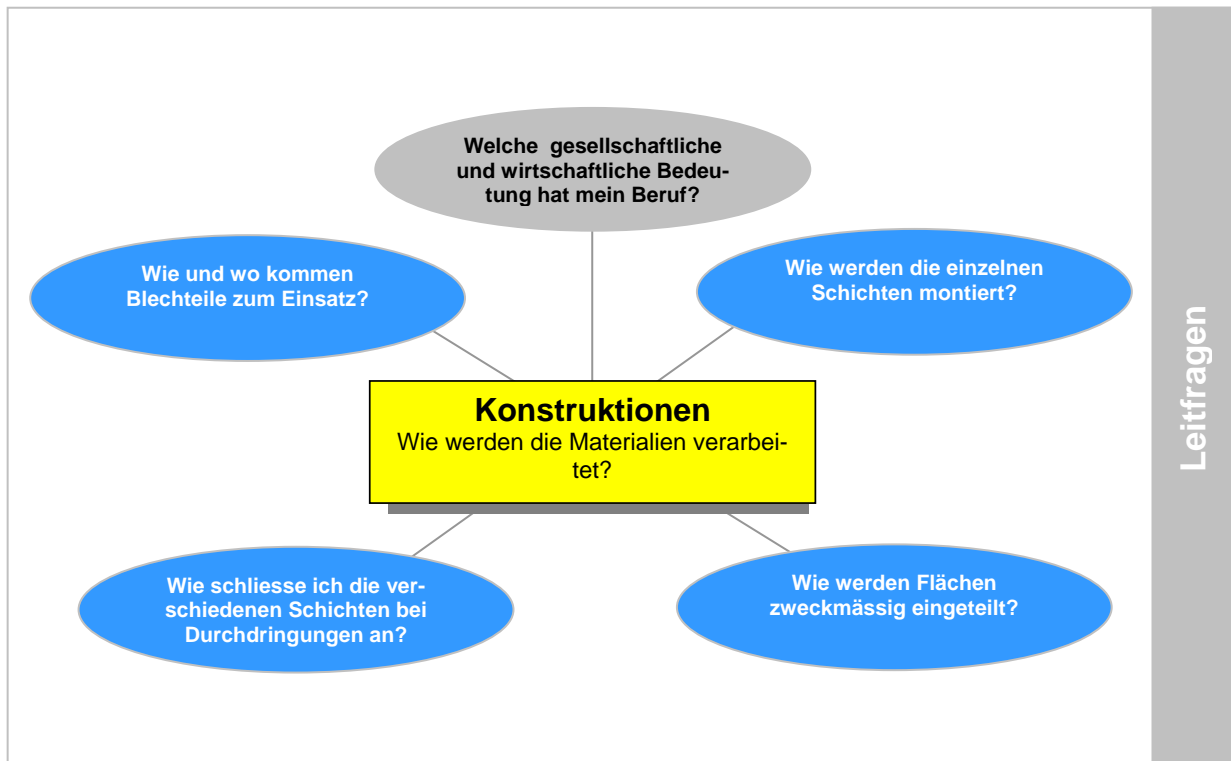 Welche gesellschaftliche
und wirtschaftliche Bedeu-
tung hat mein Beruf?
Wie und wo kommen
Blechteile zum Einsatz?
Wie werden die einzelnen
Schichten montiert?
Konstruktionen
Wie werden die Materialien verarbei-
tet?
Wie schliesse ich die ver-
schiedenen Schichten bei
Durchdringungen an?
Wie werden Flächen
zweckmässig eingeteilt?
Leitfragen